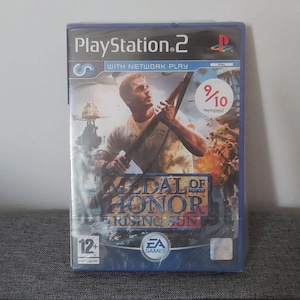 PlayStation 2
WITH NETWORK PLAY
9/10
MEDAL OF
HONOR
RISING SUN
12+
EA
GAMES